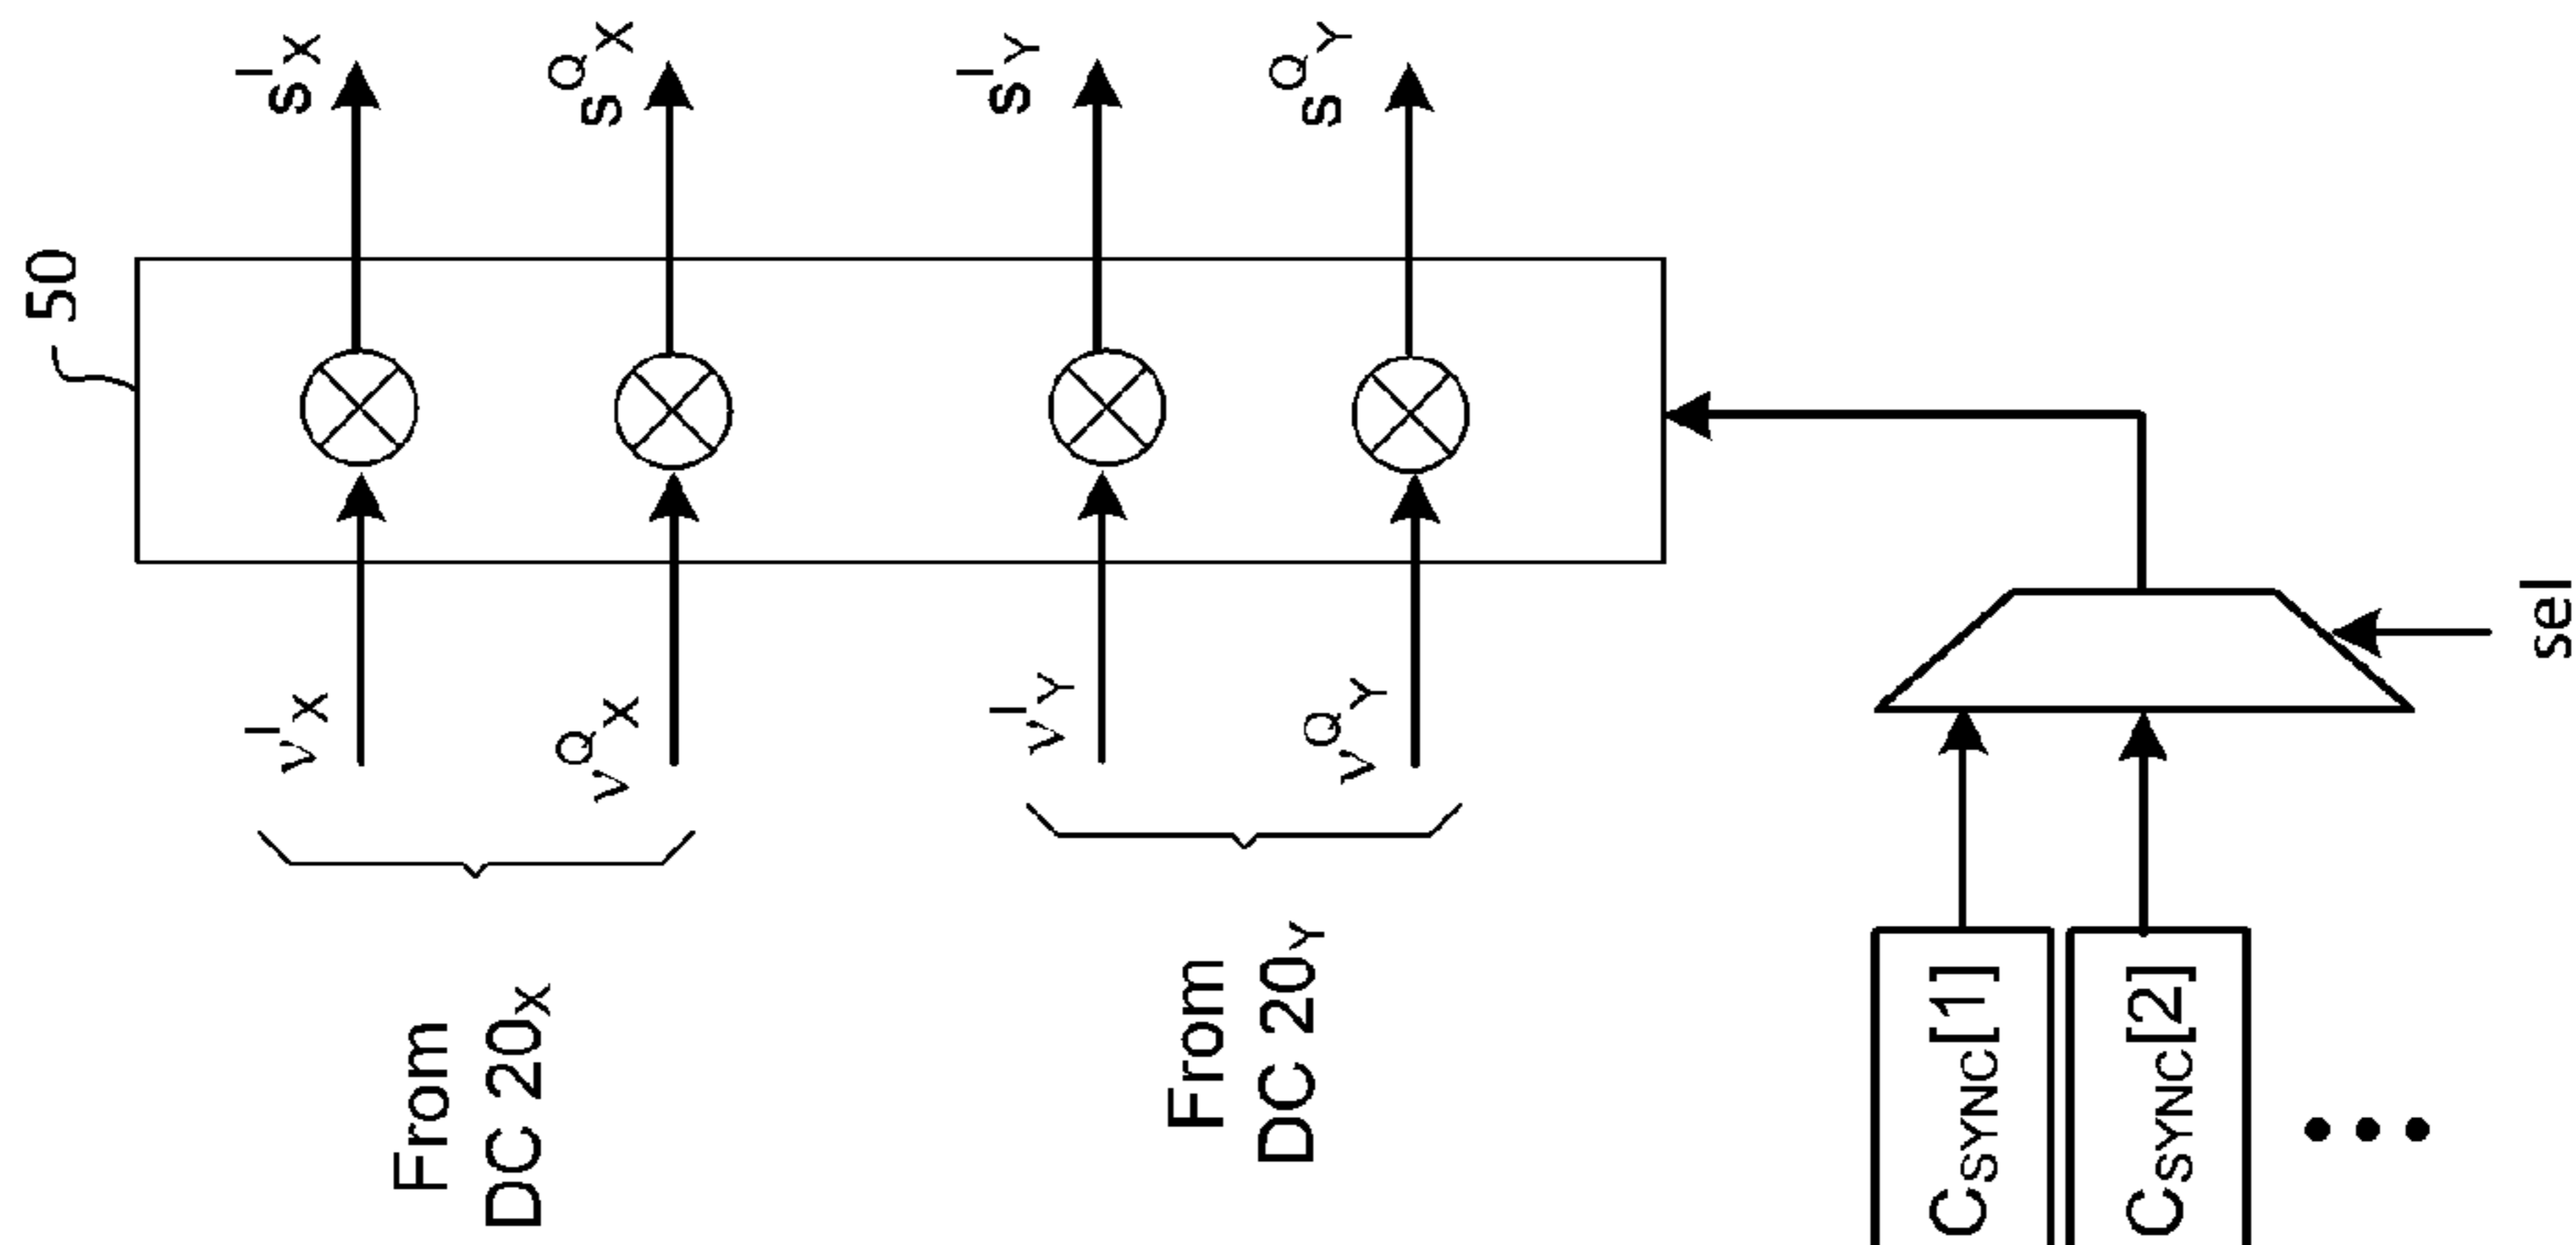 50
s^I_X
s^Q_X
s^I_Y
s^Q_Y
ν^I_X
ν^Q_X
ν^I_Y
ν^Q_Y
From
DC 20_X
From
DC 20_Y
sel
C_SYNC[1]
C_SYNC[2]